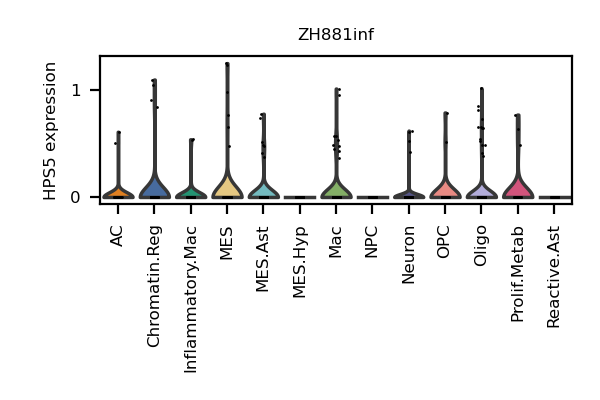 ZH881inf
HPS5 expression
1
0
AC
Chromatin.Reg
Inflammatory.Mac
MES
MES.Ast
MES.Hyp
Mac
NPC
Neuron
OPC
Oligo
Prolif.Metab
Reactive.Ast